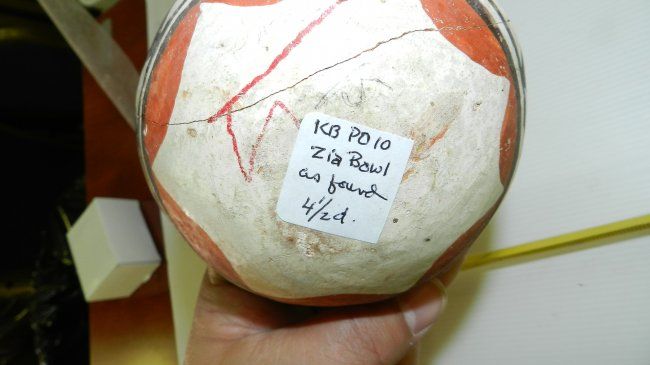 KB PO10
Zia Bowl
as found
4½d.